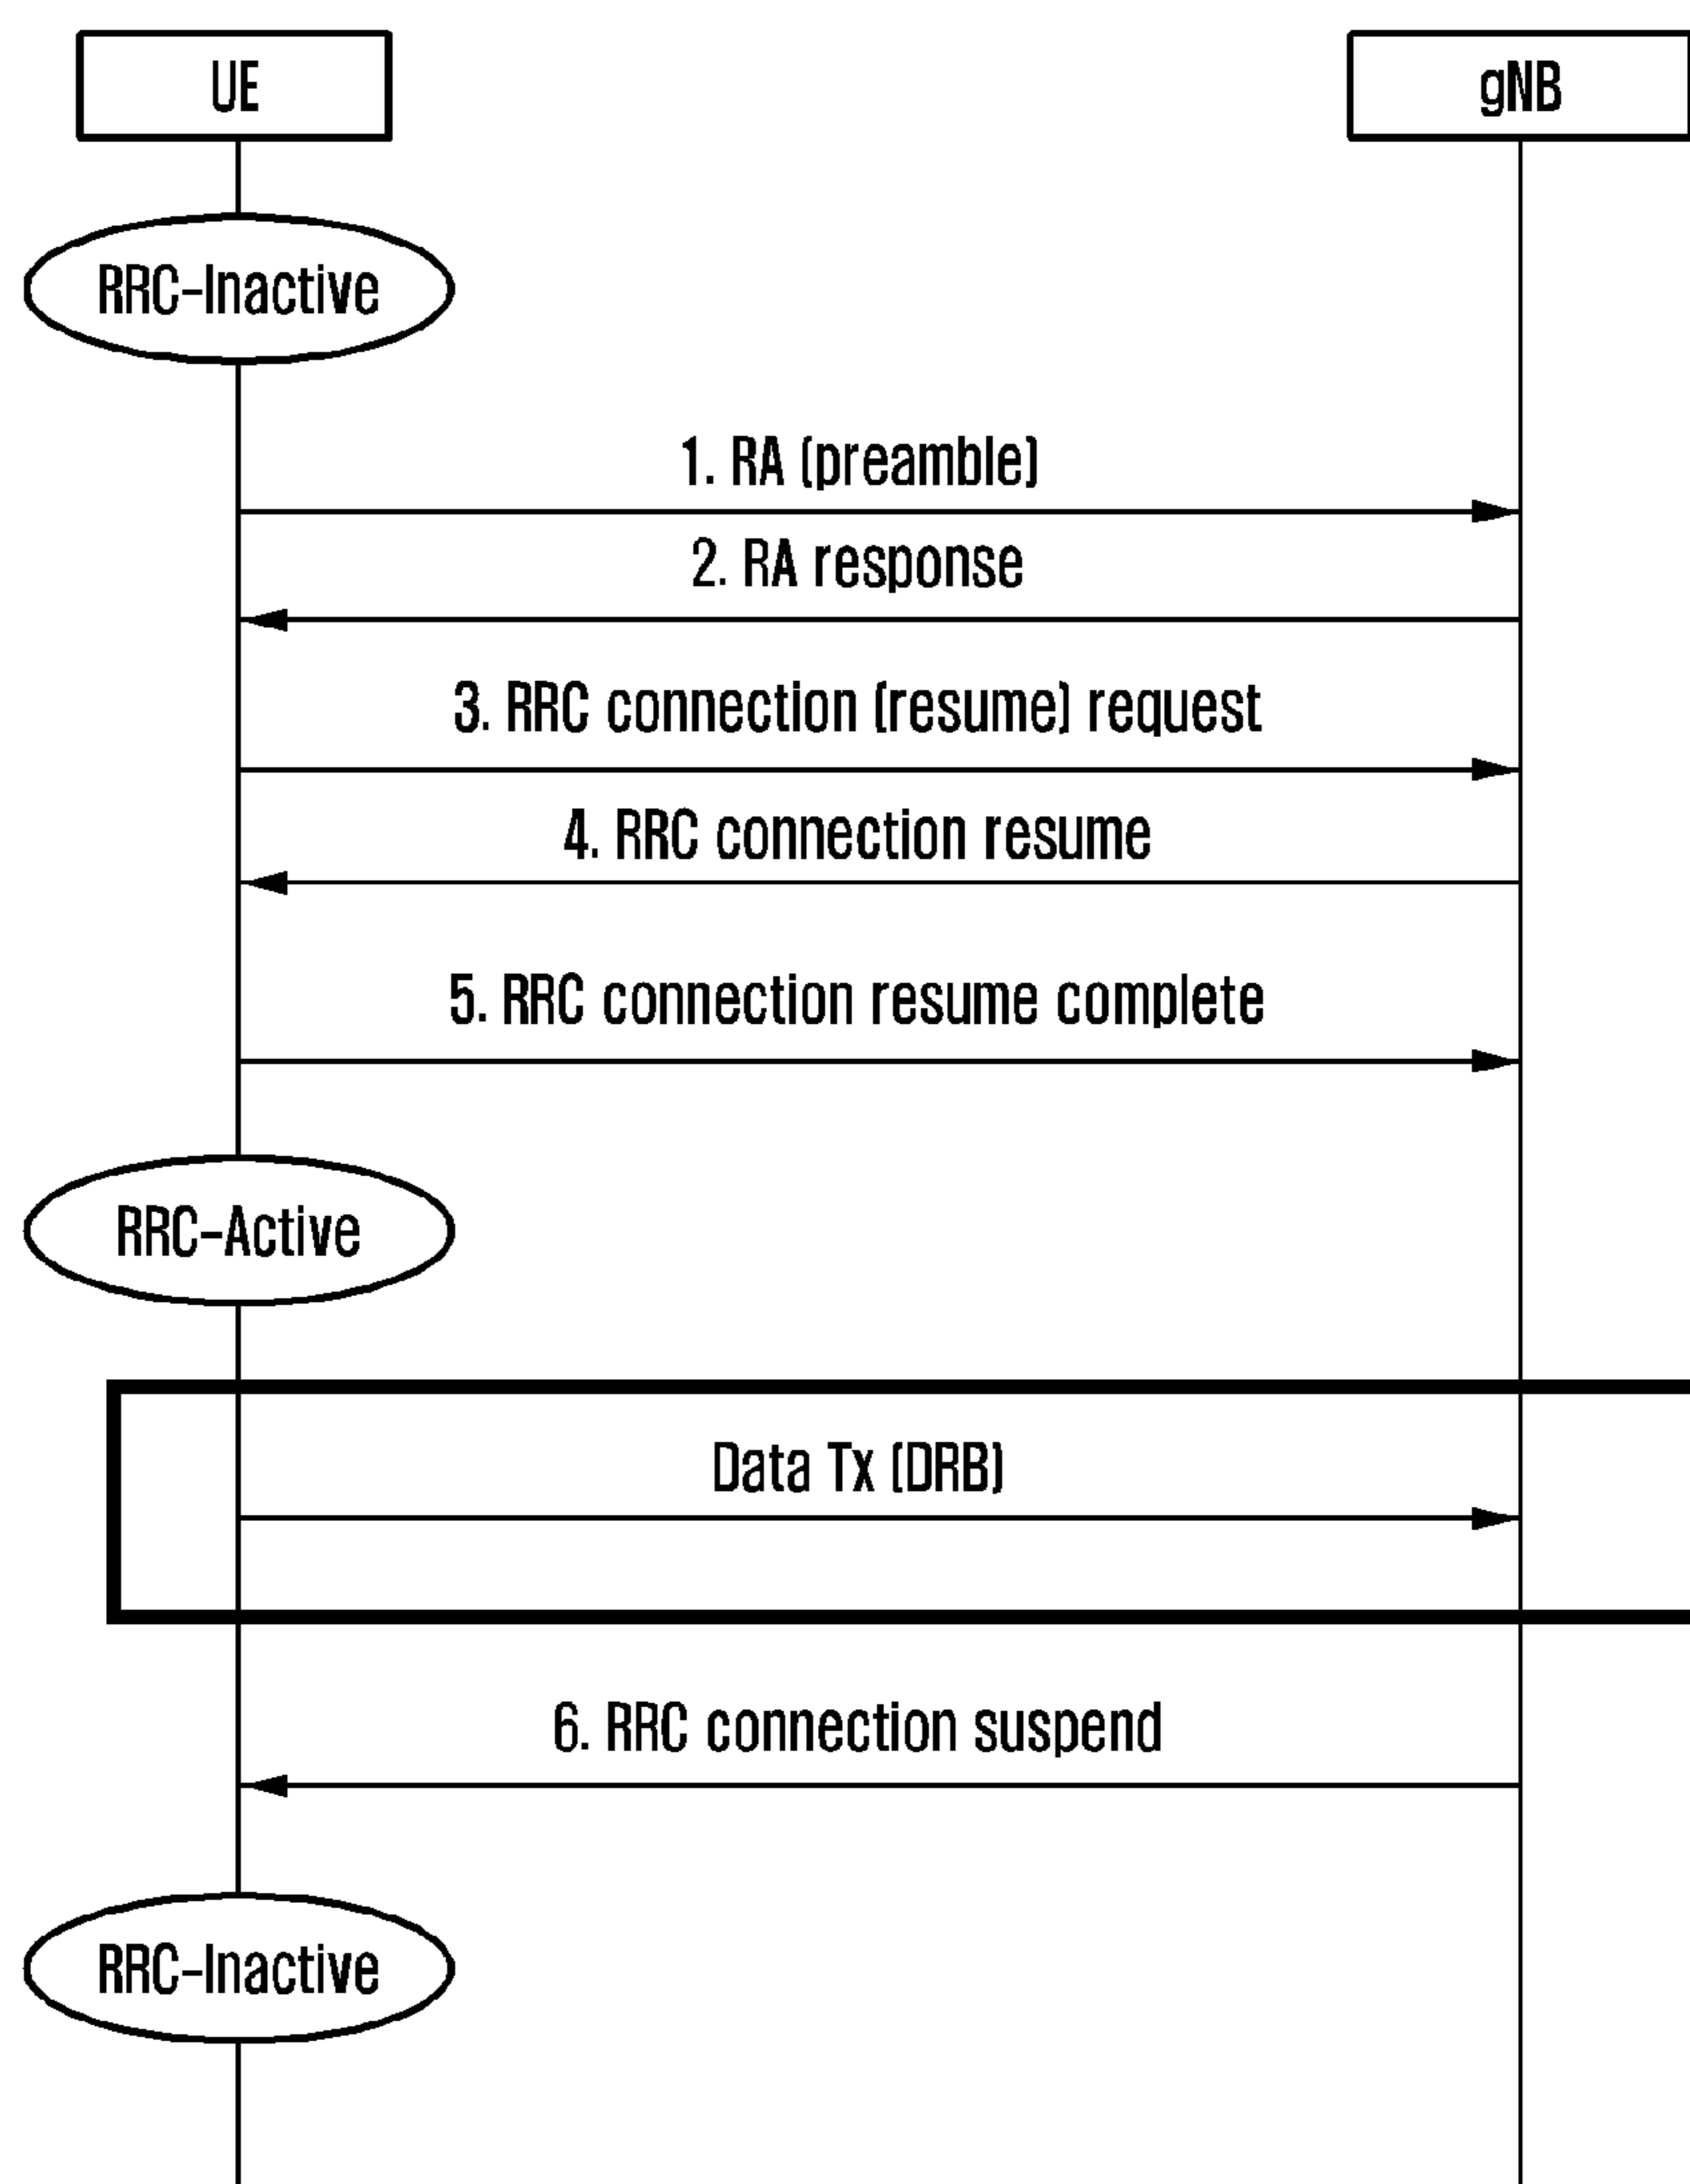 UE
gNB
RRC-Inactive
1. RA (preamble)
2. RA response
3. RRC connection (resume) request
4. RRC connection resume
5. RRC connection resume complete
RRC-Active
Data Tx (DRB)
6. RRC connection suspend
RRC-Inactive